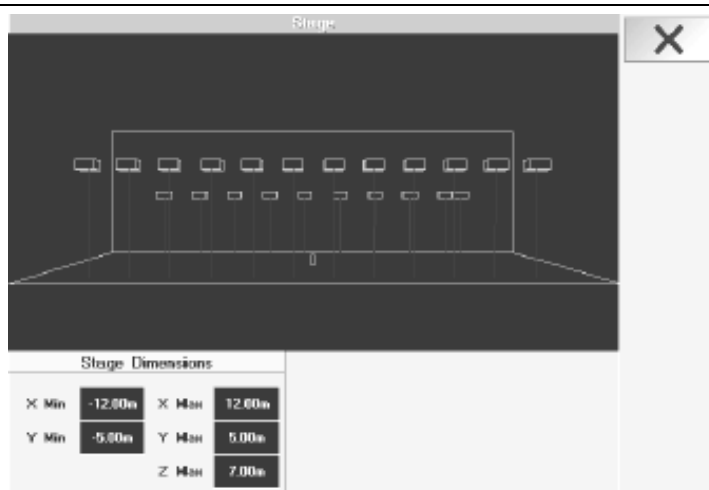 Stage
Stage Dimensions
X Min -12.00m X Max 12.00m
Y Min -5.00m Y Max 5.00m
Z Max 7.00m